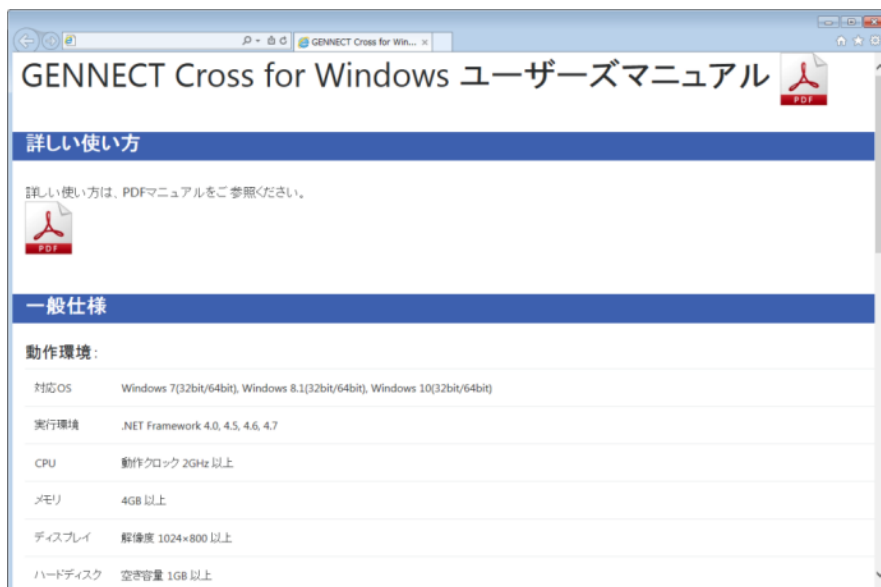 GENNECT Cross for Win...
GENNECT Cross for Windows ユーザーズマニュアル
PDF
詳しい使い方
詳しい使い方は、PDFマニュアルをご参照ください。
PDF
一般仕様
動作環境:
対応OS Windows 7(32bit/64bit), Windows 8.1(32bit/64bit), Windows 10(32bit/64bit)
実行環境 .NET Framework 4.0, 4.5, 4.6, 4.7
CPU 動作クロック 2GHz 以上
メモリ 4GB 以上
ディスプレイ 解像度 1024×800 以上
ハードディスク 空き容量 1GB 以上